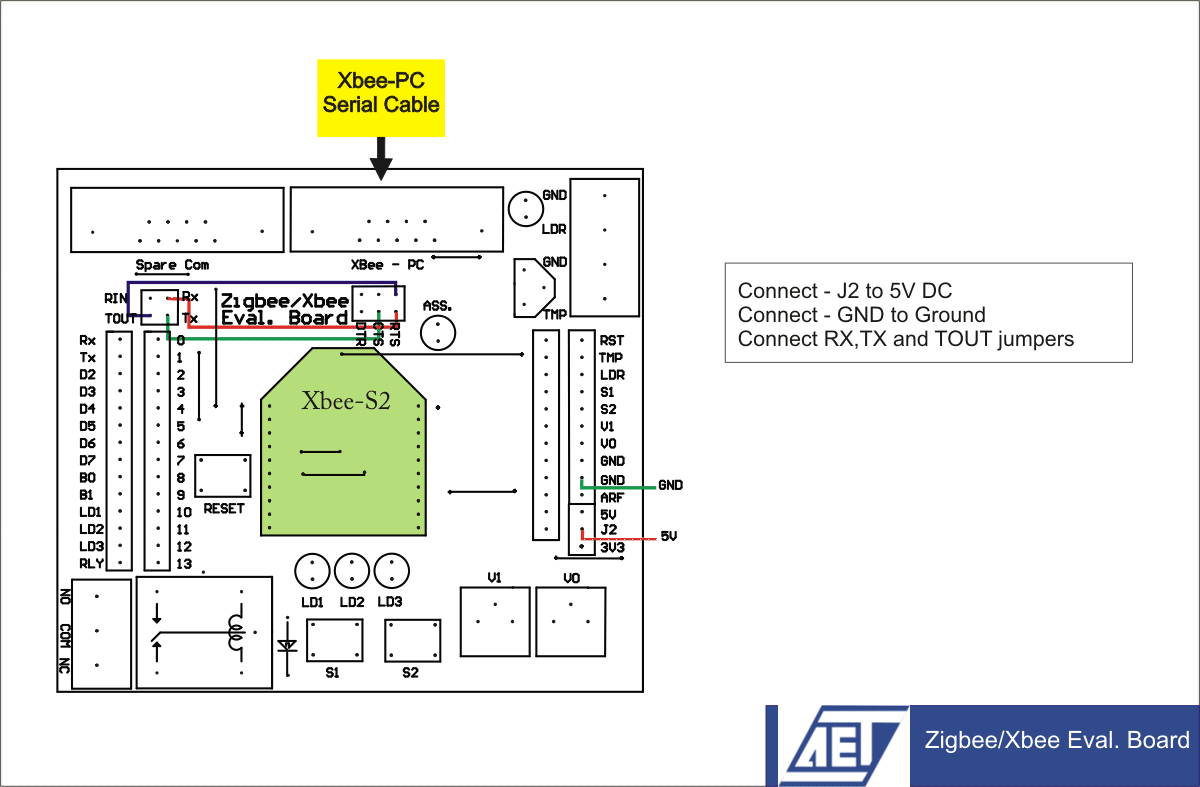 Xbee-PC
Serial Cable
GND
LDR
GND
TMP
Spare Com
XBee - PC
RIN
Rx
TOUT
Tx
Zigbee/Xbee
Eval. Board
DTR
CTS
RTS
ASS.
Connect - J2 to 5V DC
Connect - GND to Ground
Connect RX,TX and TOUT jumpers
Rx
Tx
D2
D3
D4
D5
D6
D7
B0
B1
LD1
LD2
LD3
RLY
0
1
2
3
4
5
6
7
8
9
10
11
12
13
Xbee-S2
RESET
RST
TMP
LDR
S1
S2
V1
V0
GND
GND
ARF
5V
J2
3V3
GND
5V
LD1
LD2
LD3
V1
V0
NO
COM
NC
S1
S2
AET
Zigbee/Xbee Eval. Board